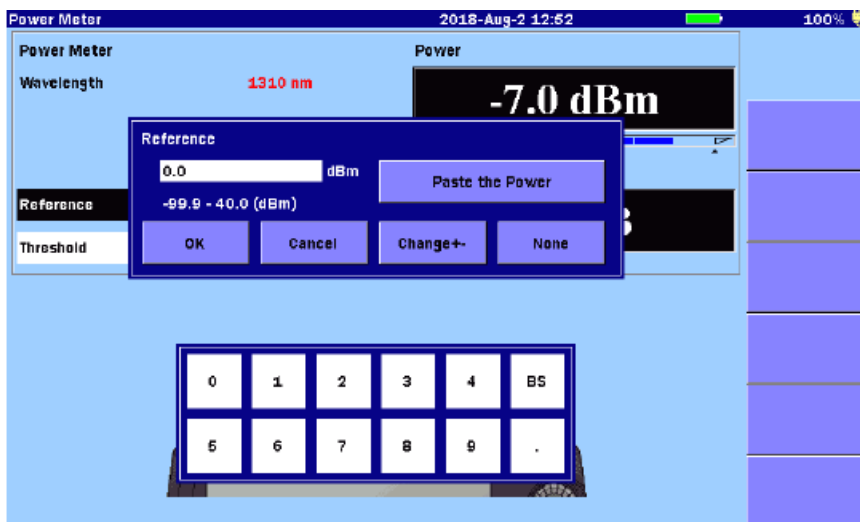 Power Meter 2018-Aug-2 12:52 100%
Power Meter Power
Wavelength 1310 nm
-7.0 dBm
Reference
0.0 dBm
Paste the Power
-99.9 - 40.0 (dBm)
Reference
OK Cancel Change+- None
Threshold
0 1 2 3 4 BS
5 6 7 8 9 .